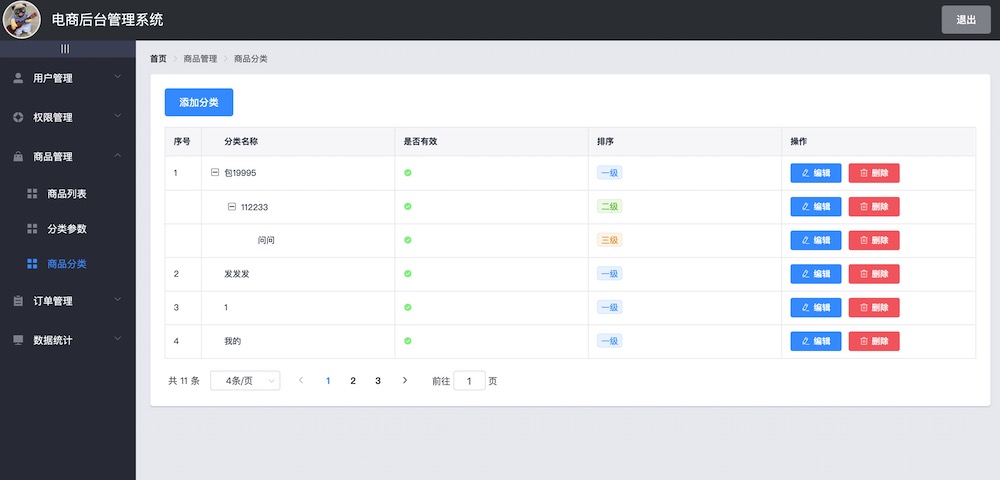 电商后台管理系统
退出
|||
用户管理
权限管理
商品管理
商品列表
分类参数
商品分类
订单管理
数据统计
首页 > 商品管理 > 商品分类
添加分类
序号 分类名称 是否有效 排序 操作
1 包19995 一级 编辑 删除
112233 二级 编辑 删除
问问 三级 编辑 删除
2 发发发 一级 编辑 删除
3 1 一级 编辑 删除
4 我的 一级 编辑 删除
共 11 条 4条/页 < 1 2 3 > 前往 1 页